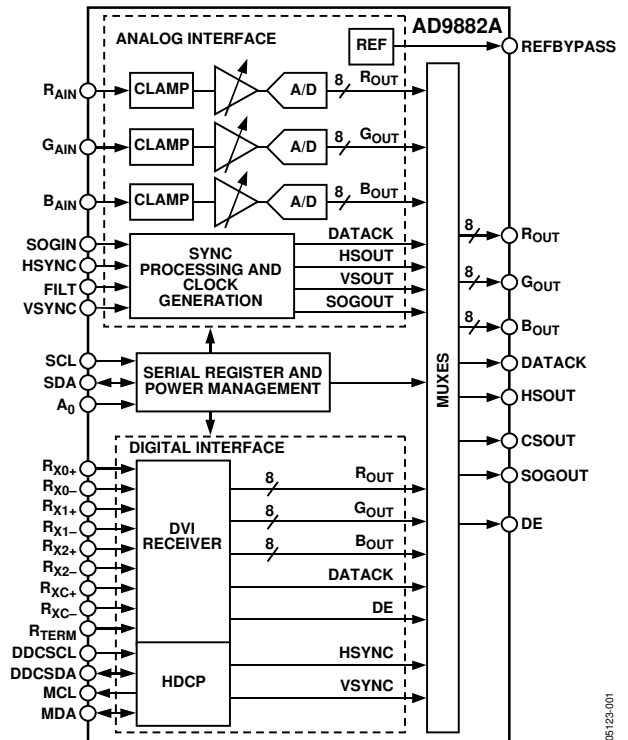 AD9882A
ANALOG INTERFACE
REF
REFBYPASS
RAIN
CLAMP
A/D
8
ROUT
GAIN
CLAMP
A/D
8
GOUT
BAIN
CLAMP
A/D
8
BOUT
SOGIN
HSYNC
FILT
VSYNC
SYNC
PROCESSING AND
CLOCK
GENERATION
DATACK
HSOUT
VSOUT
SOGOUT
SCL
SDA
A0
SERIAL REGISTER AND
POWER MANAGEMENT
MUXES
8
ROUT
8
GOUT
8
BOUT
DATACK
HSOUT
CSOUT
SOGOUT
DE
DIGITAL INTERFACE
RX0+
RX0–
RX1+
RX1–
RX2+
RX2–
RXC+
RXC–
RTERM
DVI
RECEIVER
8
ROUT
8
GOUT
8
BOUT
DATACK
DE
DDCSCL
DDCSDA
MCL
MDA
HDCP
HSYNC
VSYNC
05123-001